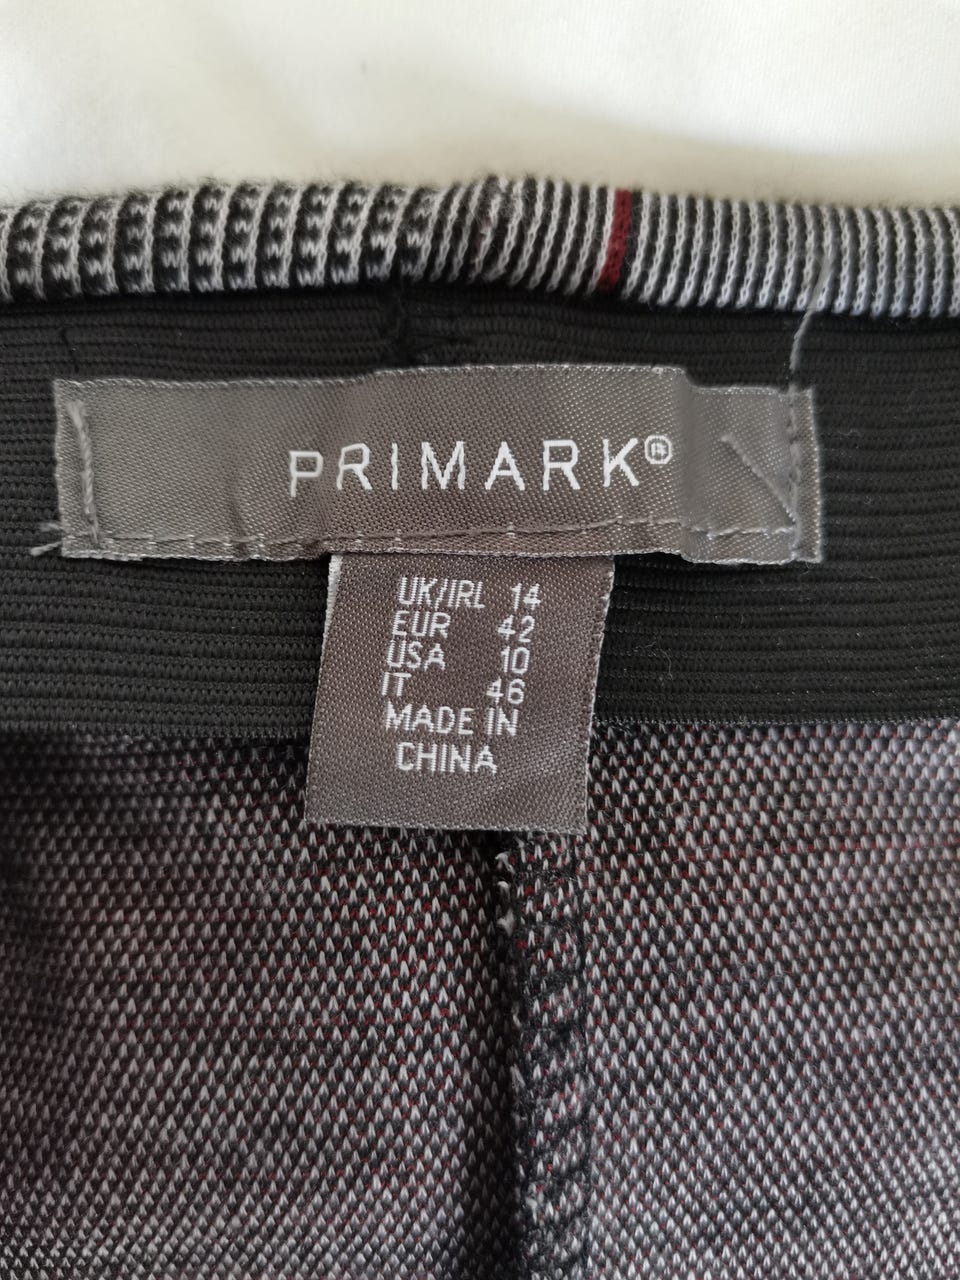 PRIMARK®
UK/IRL 14
EUR 42
USA 10
IT 46
MADE IN
CHINA